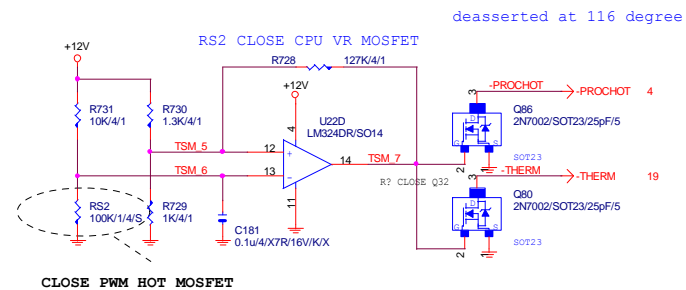 deasserted at 116 degree
RS2 CLOSE CPU VR MOSFET
+12V
R728
127K/4/1
+12V
R731
10K/4/1
R730
1.3K/4/1
U22D
LM324DR/SO14
TSM_5
12
+
4
TSM_6
13
-
14
TSM_7
11
R? CLOSE Q32
3
-PROCHOT
-PROCHOT
4
Q86
2N7002/SOT23/25pF/5
D
G
S
SOT23
2
1
3
-THERM
-THERM
19
Q80
2N7002/SOT23/25pF/5
D
G
S
SOT23
2
1
RS2
100K/1/4/S
R729
1K/4/1
C181
0.1u/4/X7R/16V/K/X
CLOSE PWM HOT MOSFET